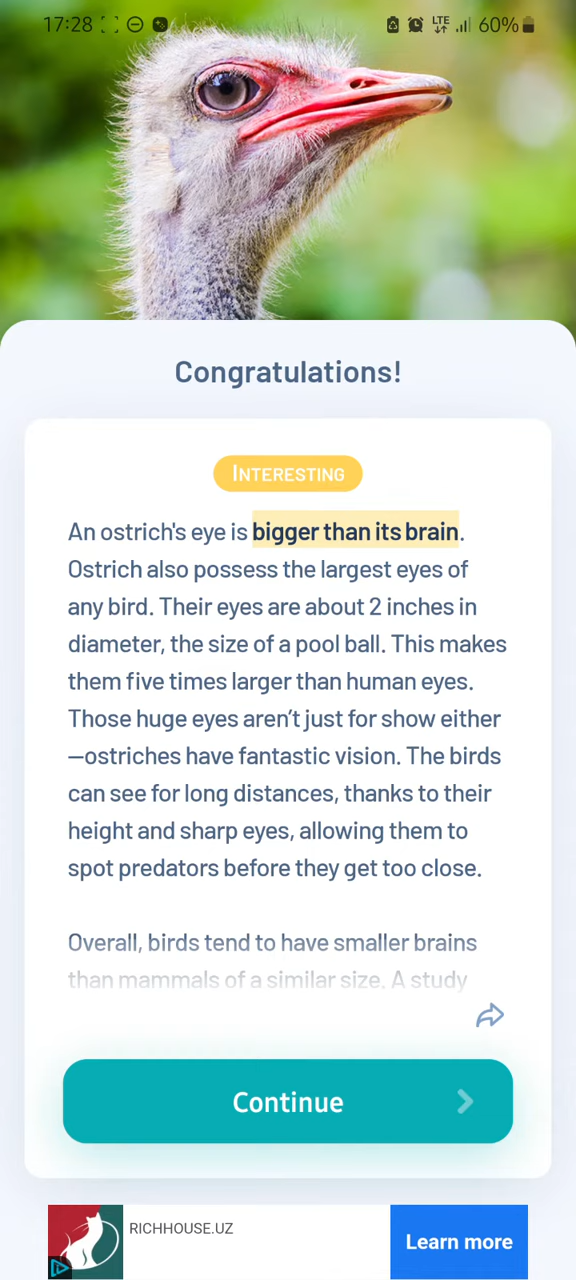 17:28
LTE
60%
Congratulations!
INTERESTING
An ostrich's eye is bigger than its brain.
Ostrich also possess the largest eyes of
any bird. Their eyes are about 2 inches in
diameter, the size of a pool ball. This makes
them five times larger than human eyes.
Those huge eyes aren’t just for show either
—ostriches have fantastic vision. The birds
can see for long distances, thanks to their
height and sharp eyes, allowing them to
spot predators before they get too close.
Overall, birds tend to have smaller brains
than mammals of a similar size. A study
Continue
RICHHOUSE.UZ
Learn more